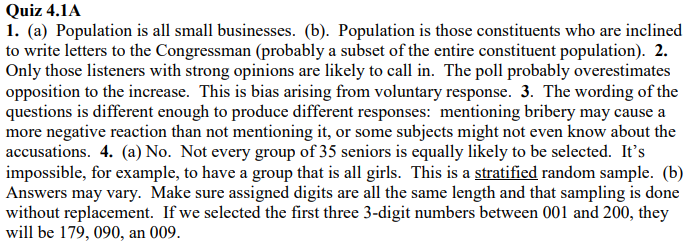 Quiz 4.1A
1. (a) Population is all small businesses. (b). Population is those constituents who are inclined
to write letters to the Congressman (probably a subset of the entire constituent population). 2.
Only those listeners with strong opinions are likely to call in. The poll probably overestimates
opposition to the increase. This is bias arising from voluntary response. 3. The wording of the
questions is different enough to produce different responses: mentioning bribery may cause a
more negative reaction than not mentioning it, or some subjects might not even know about the
accusations. 4. (a) No. Not every group of 35 seniors is equally likely to be selected. It's
impossible, for example, to have a group that is all girls. This is a stratified random sample. (b)
Answers may vary. Make sure assigned digits are all the same length and that sampling is done
without replacement. If we selected the first three 3-digit numbers between 001 and 200, they
will be 179, 090, an 009.